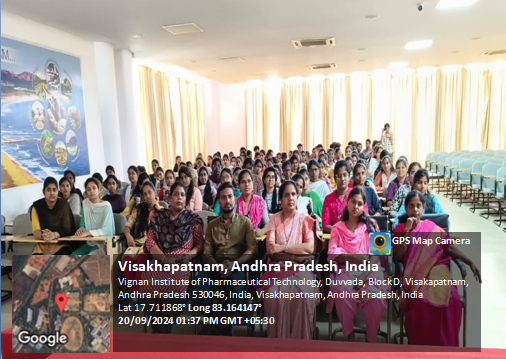 GPS Map Camera
Visakhapatnam, Andhra Pradesh, India
Vignan Institute of Pharmaceutical Technology, Duvvada, Block D, Visakapatnam,
Andhra Pradesh 530046, India, Visakhapatnam, Andhra Pradesh, India
Lat 17.711868° Long 83.164147°
20/09/2024 01:37 PM GMT +05:30
Google